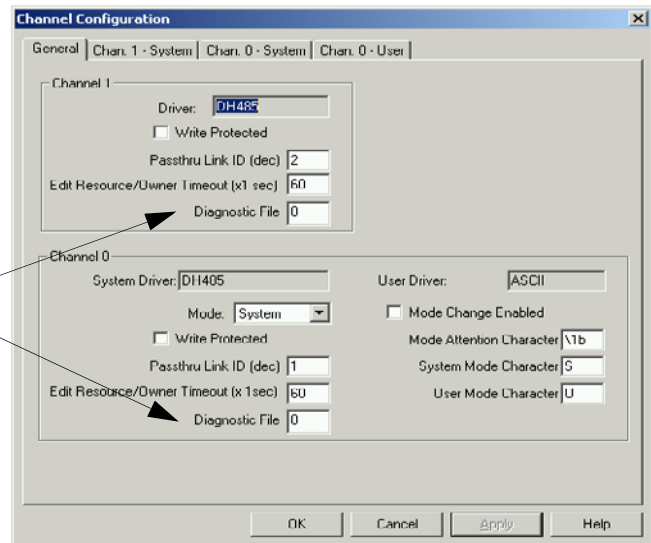 Channel Configuration
General Chan. 1 - System Chan. 0 - System Chan. 0 - User
Channel 1
Driver: DH485
Write Protected
Passthru Link ID (dec) 2
Edit Resource/Owner Timeout (x1 sec) 60
Diagnostic File 0
Channel 0
System Driver: DH485 User Driver: ASCII
Mode: System Mode Change Enabled
Write Protected Mode Attention Character \1b
Passthru Link ID (dec) 1 System Mode Character S
Edit Resource/Owner Timeout (x 1sec) 60 User Mode Character U
Diagnostic File 0
OK Cancel Apply Help